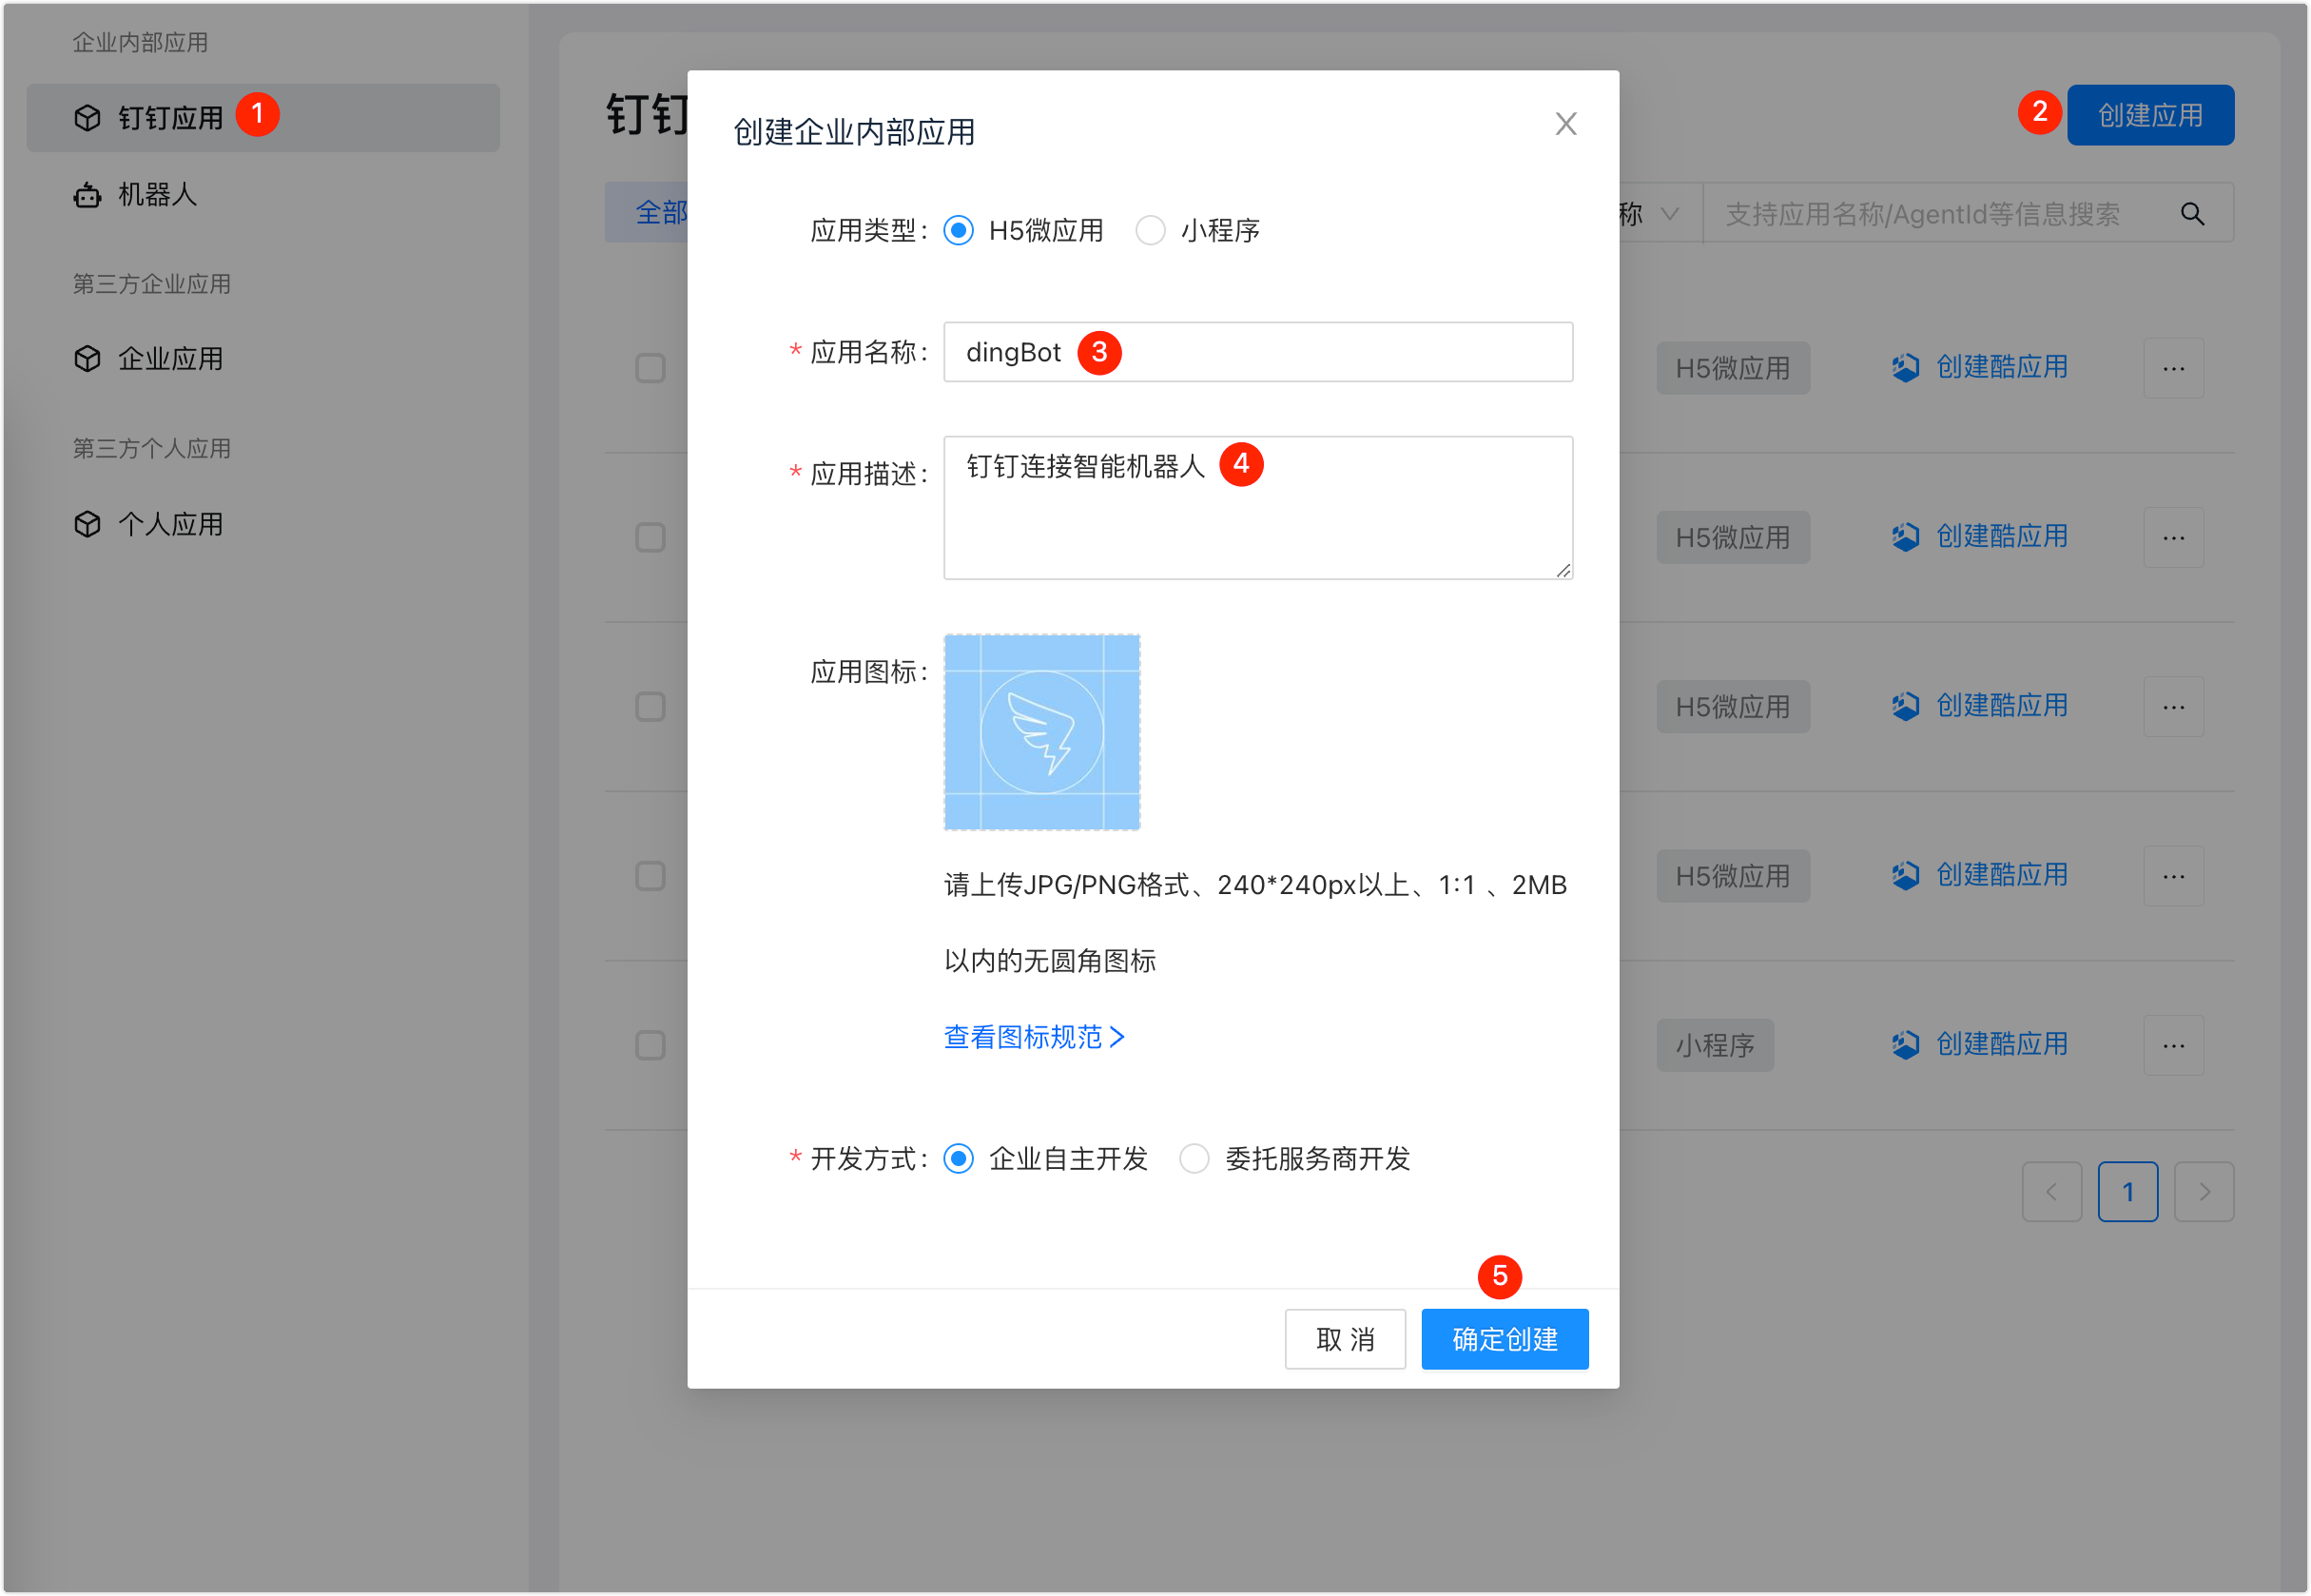 企业内部应用
钉钉应用 1
机器人
第三方企业应用
企业应用
第三方个人应用
个人应用
钉钉
2 创建应用
全部
称
支持应用名称/AgentId等信息搜索
H5微应用 创建酷应用 ...
H5微应用 创建酷应用 ...
H5微应用 创建酷应用 ...
H5微应用 创建酷应用 ...
小程序 创建酷应用 ...
1
创建企业内部应用
应用类型: H5微应用 小程序
* 应用名称: dingBot 3
* 应用描述: 钉钉连接智能机器人 4
应用图标:
请上传JPG/PNG格式、240*240px以上、1:1 、2MB
以内的无圆角图标
查看图标规范
* 开发方式: 企业自主开发 委托服务商开发
5
取 消 确定创建